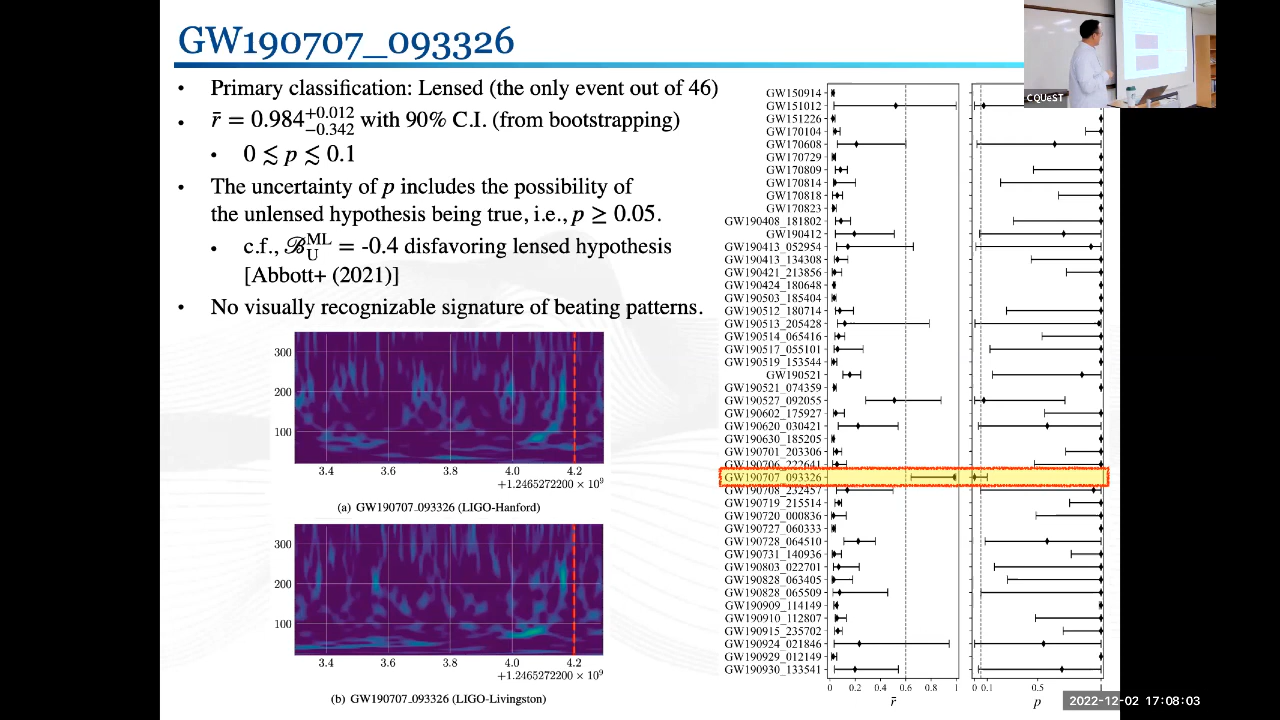 GW190707_093326
• Primary classification: Lensed (the only event out of 46)
• r̄ = 0.984+0.012−0.342 with 90% C.I. (from bootstrapping)
• 0 ≲ p ≲ 0.1
• The uncertainty of p includes the possibility of
the unlensed hypothesis being true, i.e., p ≥ 0.05.
• c.f., ℬ^ML_U = -0.4 disfavoring lensed hypothesis
[Abbott+ (2021)]
• No visually recognizable signature of beating patterns.
300
200
100
3.4 3.6 3.8 4.0 4.2
+1.2465272200 × 10⁹
(a) GW190707_093326 (LIGO-Hanford)
300
200
100
3.4 3.6 3.8 4.0 4.2
+1.2465272200 × 10⁹
(b) GW190707_093326 (LIGO-Livingston)
CQUeST
GW150914
GW151012
GW151226
GW170104
GW170608
GW170729
GW170809
GW170814
GW170818
GW170823
GW190408_181802
GW190412
GW190413_052954
GW190413_134308
GW190421_213856
GW190424_180648
GW190503_185404
GW190512_180714
GW190513_205428
GW190514_065416
GW190517_055101
GW190519_153544
GW190521
GW190521_074359
GW190527_092055
GW190602_175927
GW190620_030421
GW190630_185205
GW190701_203306
GW190706_222641
GW190707_093326
GW190708_232457
GW190719_215514
GW190720_000836
GW190727_060333
GW190728_064510
GW190731_140936
GW190803_022701
GW190828_063405
GW190828_065509
GW190909_114149
GW190910_112807
GW190915_235702
GW190924_021846
GW190929_012149
GW190930_133541
0 0.2 0.4 0.6 0.8 1 0 0.1 0.5 1
r̄ p
2022-12-02 17:08:03